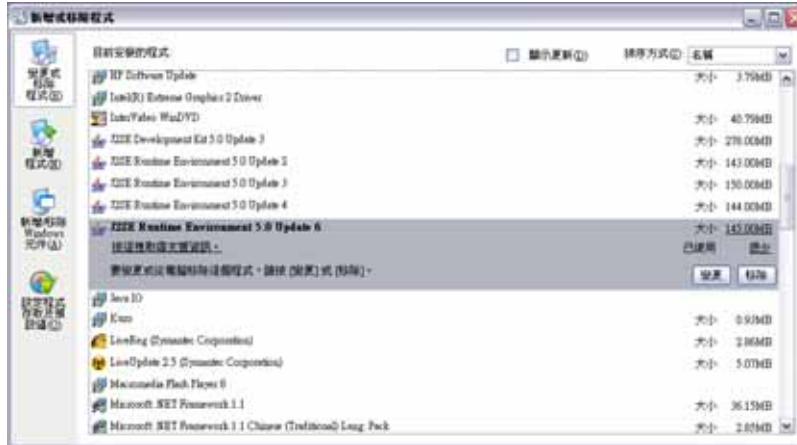 新增或移除程式
變更或移除程式(R)
新增程式(N)
新增/移除 Windows 元件(A)
設定程式存取及預設值(O)
目前安裝的程式:
顯示更新(D)
排序方式(S): 名稱
HP Software Update 大小 3.79MB
Intel(R) Extreme Graphics 2 Driver
InterVideo WinDVD 大小 40.79MB
J2SE Development Kit 5.0 Update 3 大小 278.00MB
J2SE Runtime Environment 5.0 Update 2 大小 143.00MB
J2SE Runtime Environment 5.0 Update 3 大小 150.00MB
J2SE Runtime Environment 5.0 Update 4 大小 144.00MB
J2SE Runtime Environment 5.0 Update 6 大小 145.00MB
按這裡取得支援資訊。 已使用
要變更或從電腦移除這個程式,請按 [變更] 或 [移除]。 變更 移除
Java IO
大小 0.93MB
LiveReg (Symantec Corporation) 大小 2.86MB
LiveUpdate 2.5 (Symantec Corporation) 大小 5.07MB
Macromedia Flash Player 8
Microsoft .NET Framework 1.1 大小 36.15MB
Microsoft .NET Framework 1.1 Chinese (Traditional) Lang. Pack 大小 2.85MB